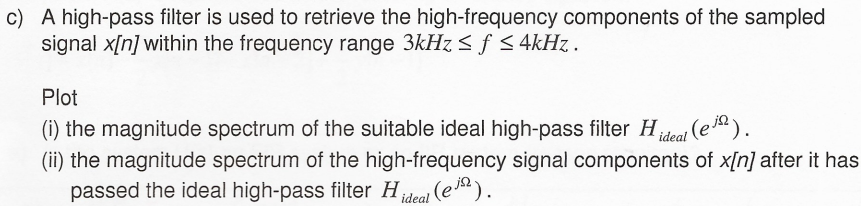 c) A high-pass filter is used to retrieve the high-frequency components of the sampled
signal x[n] within the frequency range 3kHz ≤ f ≤ 4kHz .
Plot
(i) the magnitude spectrum of the suitable ideal high-pass filter H_ideal(e^{jΩ}).
(ii) the magnitude spectrum of the high-frequency signal components of x[n] after it has
passed the ideal high-pass filter H_ideal(e^{jΩ}).